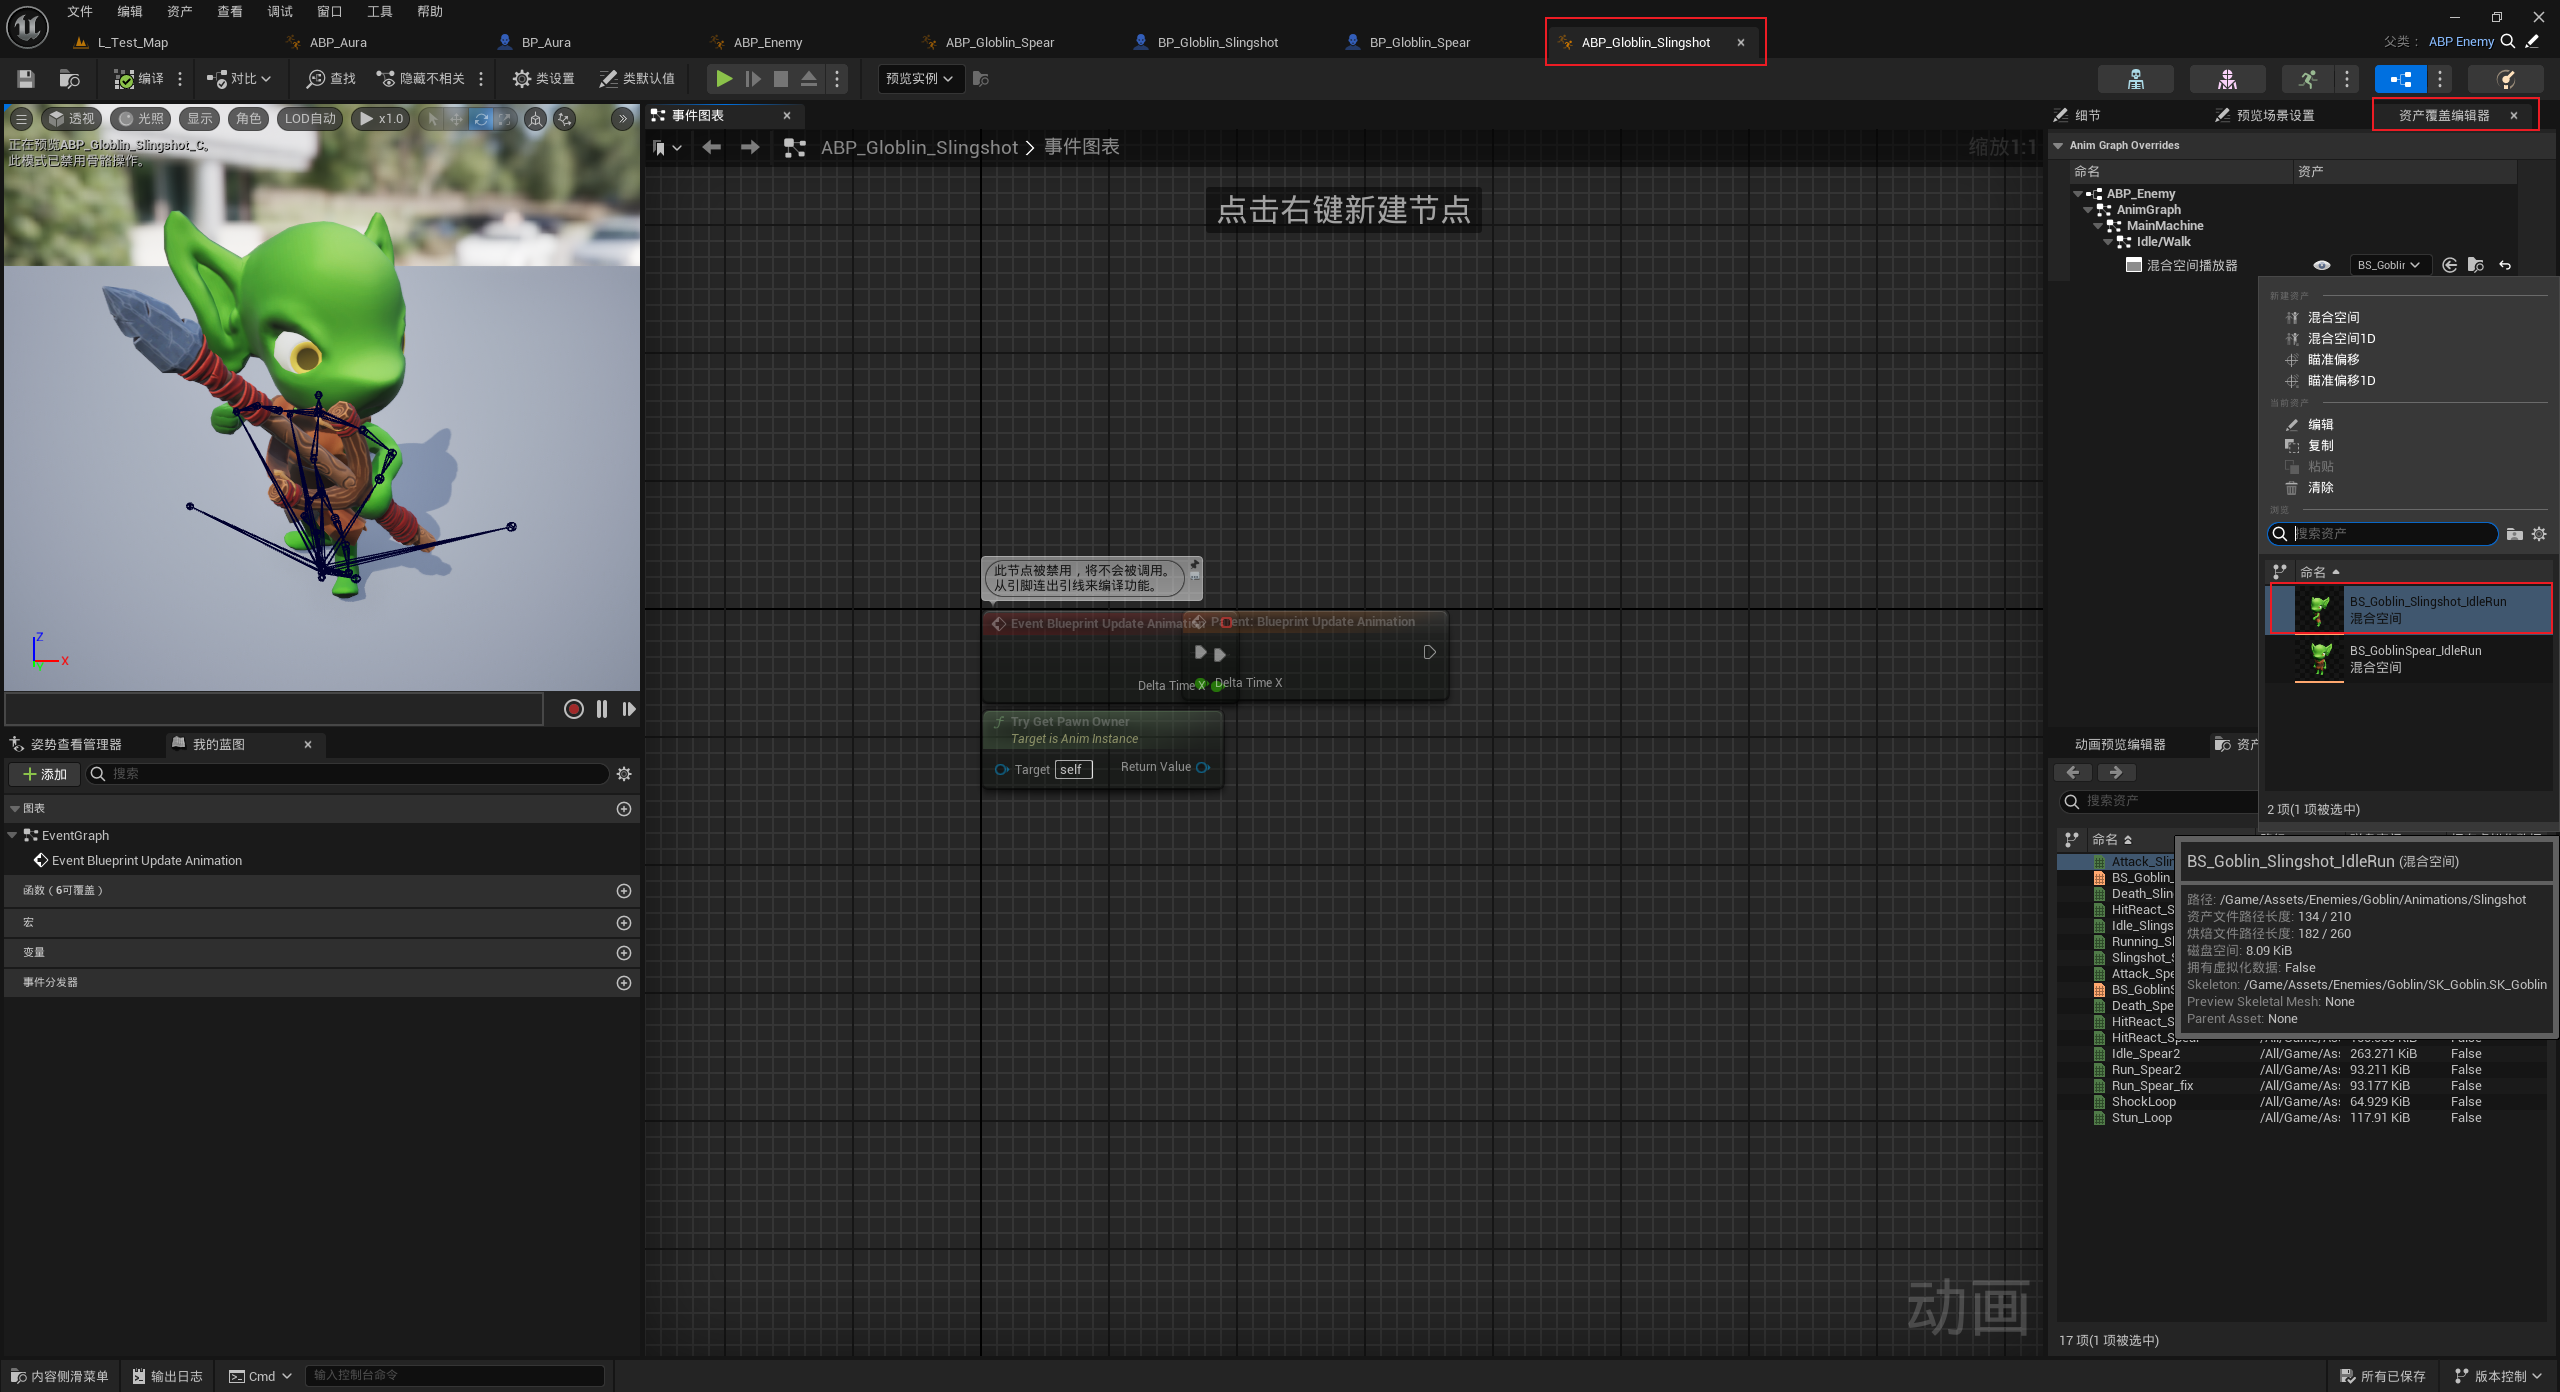 文件 编辑 资产 查看 调试 窗口 工具 帮助
L_Test_Map ABP_Aura BP_Aura ABP_Enemy ABP_Globlin_Spear BP_Globlin_Slingshot BP_Globlin_Spear ABP_Globlin_Slingshot 父类： ABP Enemy
编译 对比 查找 隐藏不相关 类设置 类默认值 预览实例
透视 光照 显示 角色 LOD自动 x1.0
正在预览ABP_Globlin_Slingshot_C。
此模式已禁用骨骼操作。
Z
X
姿势查看管理器 我的蓝图
添加 搜索
图表
EventGraph
Event Blueprint Update Animation
函数（6可覆盖）
宏
变量
事件分发器
事件图表
ABP_Globlin_Slingshot 事件图表 缩放1:1
点击右键新建节点
此节点被禁用，将不会被调用。
从引脚连出引线来编译功能。
Event Blueprint Update Animation
Delta Time X
Parent: Blueprint Update Animation
Delta Time X
Try Get Pawn Owner
Target is Anim Instance
Target self Return Value
动画
细节 预览场景设置 资产覆盖编辑器
Anim Graph Overrides
命名 资产
ABP_Enemy
AnimGraph
MainMachine
Idle/Walk
混合空间播放器 BS_Goblir
新建资产
混合空间
混合空间1D
瞄准偏移
瞄准偏移1D
当前资产
编辑
复制
粘贴
清除
浏览
搜索资产
命名
BS_Goblin_Slingshot_IdleRun
混合空间
BS_GoblinSpear_IdleRun
混合空间
2 项(1 项被选中)
动画预览编辑器 资产
搜索资产
命名
Attack_Slin
BS_Goblin_
Death_Slin
HitReact_S
Idle_Slings
Running_Sl
Slingshot_S
Attack_Spe
BS_GoblinS
Death_Spe
HitReact_S
HitReact_Spear
Idle_Spear2 /All/Game/As: 263.271 KiB False
Run_Spear2 /All/Game/As: 93.211 KiB False
Run_Spear_fix /All/Game/As: 93.177 KiB False
ShockLoop /All/Game/As: 64.929 KiB False
Stun_Loop /All/Game/As: 117.91 KiB False
BS_Goblin_Slingshot_IdleRun (混合空间)
路径: /Game/Assets/Enemies/Goblin/Animations/Slingshot
资产文件路径长度: 134 / 210
烘焙文件路径长度: 182 / 260
磁盘空间: 8.09 KiB
拥有虚拟化数据: False
Skeleton: /Game/Assets/Enemies/Goblin/SK_Goblin.SK_Goblin
Preview Skeletal Mesh: None
Parent Asset: None
17 项(1 项被选中)
内容侧滑菜单 输出日志 Cmd 输入控制台命令 所有已保存 版本控制